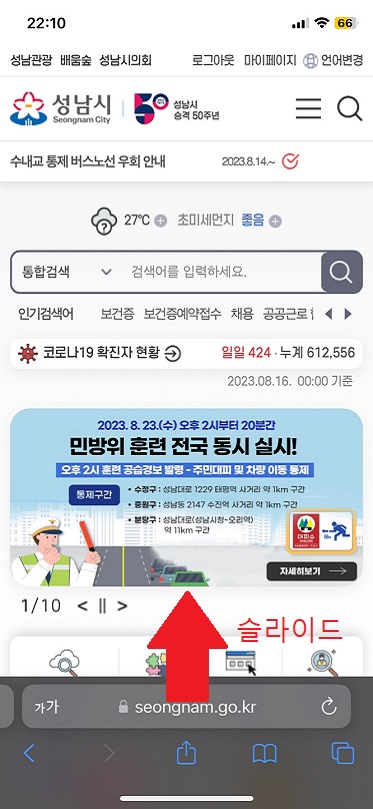 22:10
66
성남관광 배움숲 성남시의회 로그아웃 마이페이지 언어변경
성남시
Seongnam City
50
성남시
승격 50주년
수내교 통제 버스노선 우회 안내 2023.8.14.~
27℃ 초미세먼지 좋음
통합검색 검색어를 입력하세요.
인기검색어 보건증 보건증예약접수 채용 공공근로
코로나19 확진자 현황 일일 424 · 누계 612,556
2023.08.16. 00:00 기준
2023. 8. 23.(수) 오후 2시부터 20분간
민방위 훈련 전국 동시 실시!
오후 2시 훈련 공습경보 발령 - 주민대피 및 차량 이동 통제
통제구간
• 수정구 : 성남대로 1229 태평역 사거리 약 1km 구간
• 중원구 : 성남동 2147 수진역 사거리 약 1km 구간
• 분당구 : 성남대로(성남시청~오리역)
약 11km 구간
대피소
자세히보기
1/10 < || >
슬라이드
가가 seongnam.go.kr